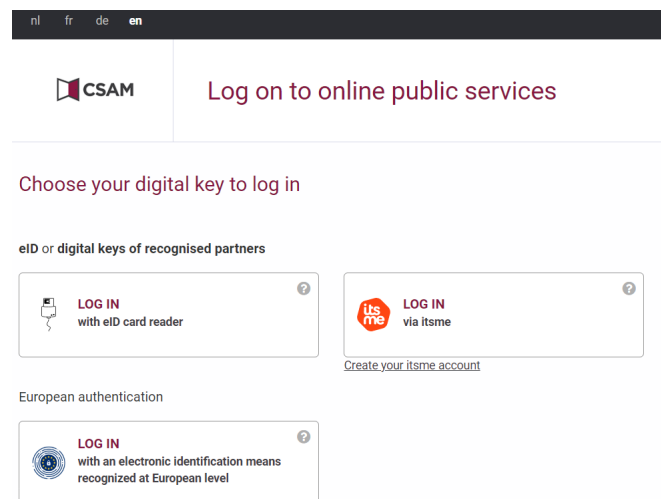 nl fr de en
CSAM
Log on to online public services
Choose your digital key to log in
eID or digital keys of recognised partners
LOG IN
with eID card reader
?
its
me
LOG IN
via itsme
?
Create your itsme account
European authentication
LOG IN
with an electronic identification means
recognized at European level
?